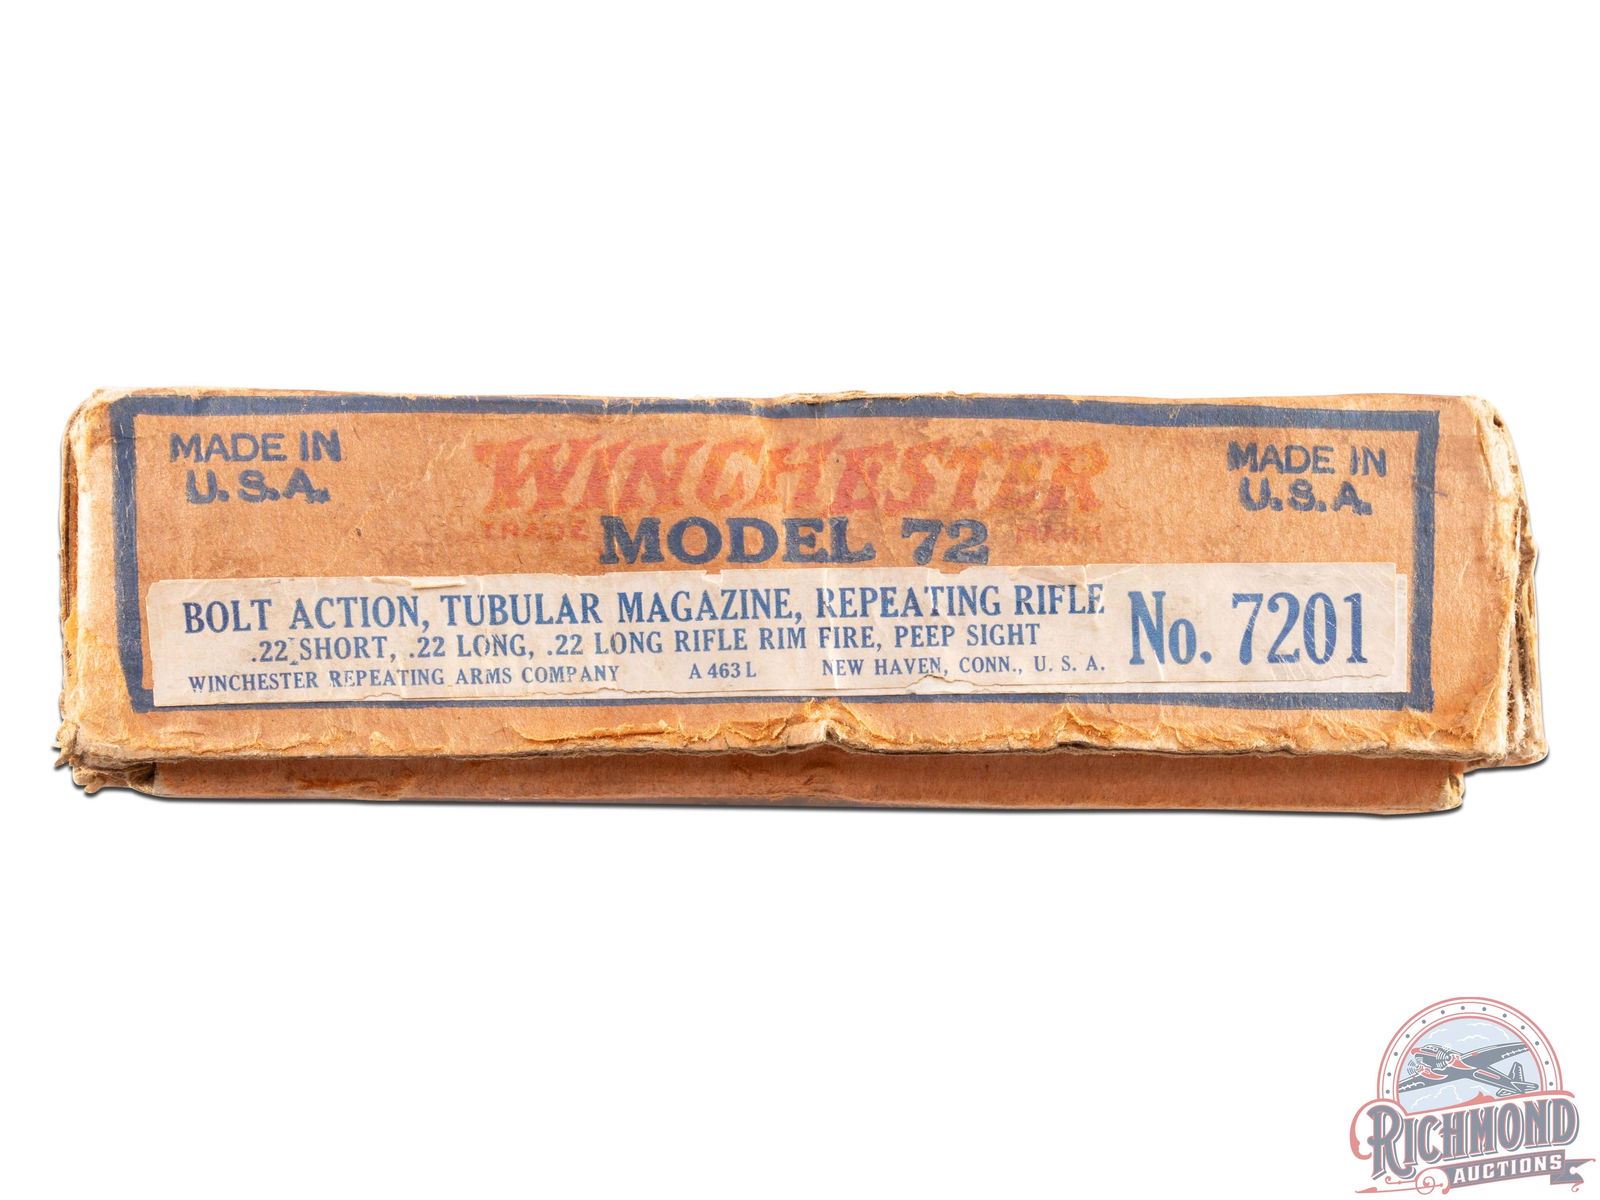 MADE IN
U.S.A.
WINCHESTER
TRADE MARK
MODEL 72
MADE IN
U.S.A.
BOLT ACTION, TUBULAR MAGAZINE, REPEATING RIFLE
.22 SHORT, .22 LONG, .22 LONG RIFLE RIM FIRE, PEEP SIGHT
WINCHESTER REPEATING ARMS COMPANY A 463 L NEW HAVEN, CONN., U. S. A.
No. 7201
RICHMOND
AUCTIONS